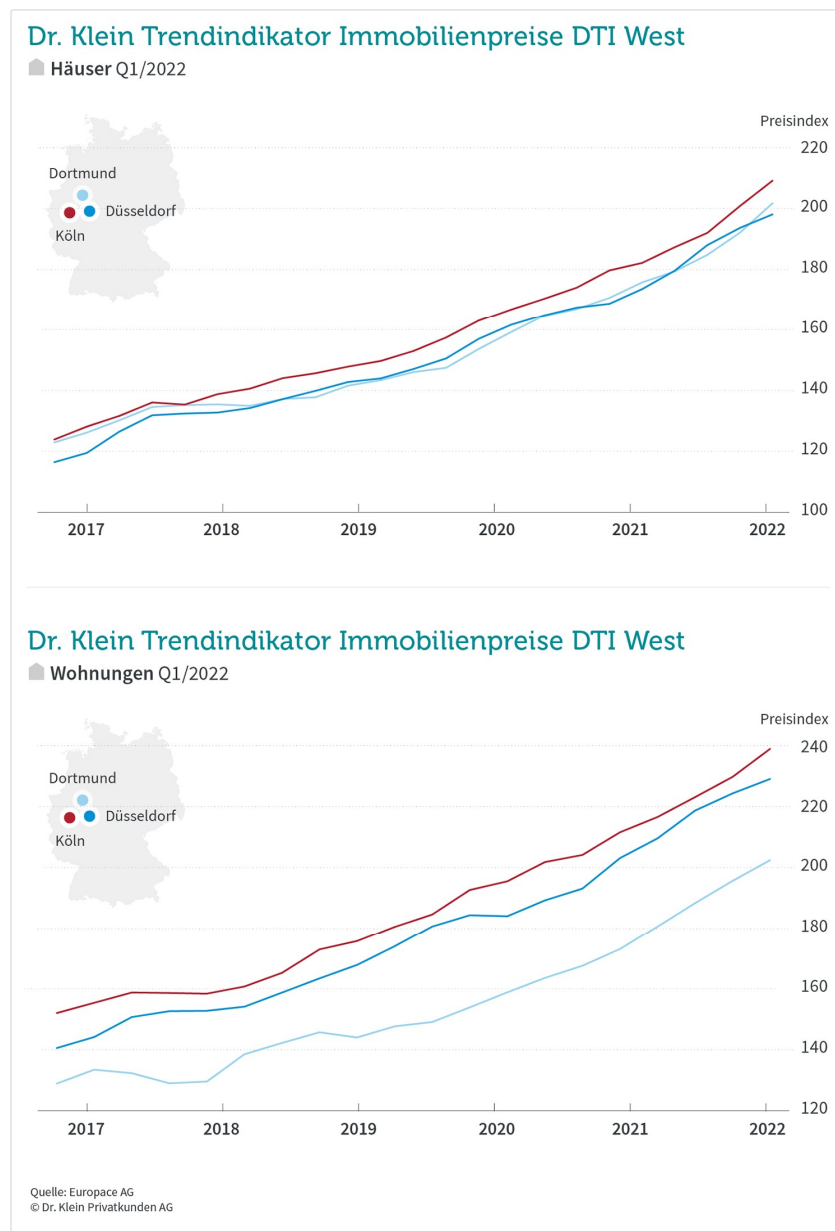 Dr. Klein Trendindikator Immobilienpreise DTI West
Häuser Q1/2022
Preisindex
220
Dortmund
Düsseldorf
200
Köln
180
160
140
120
100
2017 2018 2019 2020 2021 2022
Dr. Klein Trendindikator Immobilienpreise DTI West
Wohnungen Q1/2022
Preisindex
240
Dortmund
Düsseldorf
220
Köln
200
180
160
140
120
2017 2018 2019 2020 2021 2022
Quelle: Europace AG
© Dr. Klein Privatkunden AG